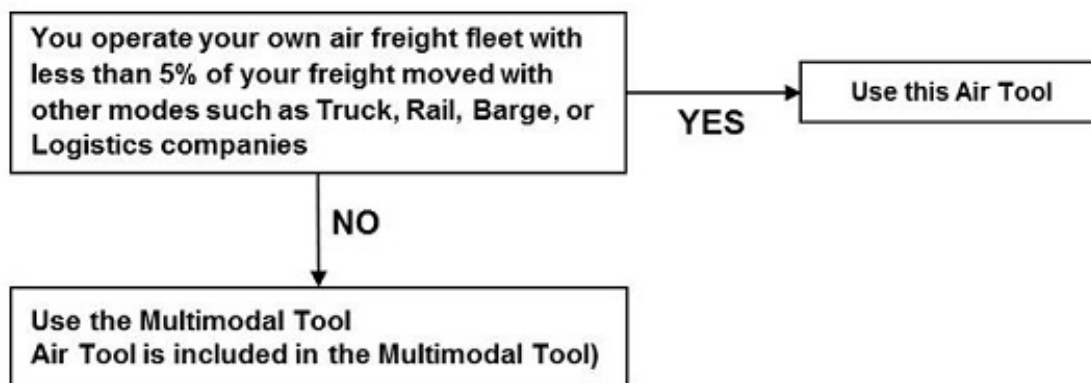 You operate your own air freight fleet with
less than 5% of your freight moved with
other modes such as Truck, Rail, Barge, or
Logistics companies
YES
Use this Air Tool
NO
Use the Multimodal Tool
Air Tool is included in the Multimodal Tool)